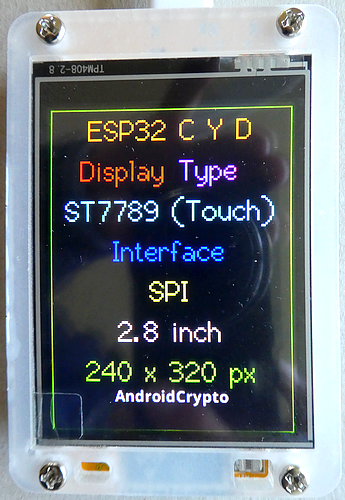 TPM408-2.8
ESP32 C Y D
Display Type
ST7789 (Touch)
Interface
SPI
2.8 inch
240 x 320 px
AndroidCrypto